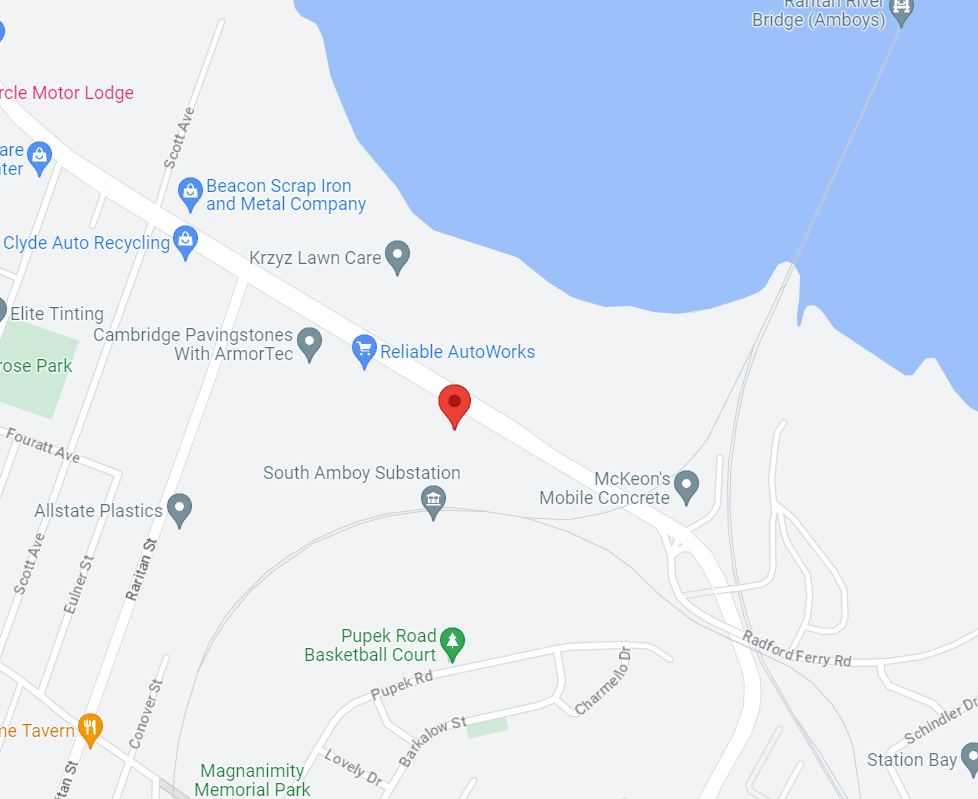 Raritan River
Bridge (Amboys)
rcle Motor Lodge
Scott Ave
are
nter
Beacon Scrap Iron
and Metal Company
Clyde Auto Recycling
Krzyz Lawn Care
Elite Tinting
Cambridge Pavingstones
With ArmorTec
Reliable AutoWorks
rose Park
Fouratt Ave
South Amboy Substation
McKeon's
Mobile Concrete
Allstate Plastics
Scott Ave
Eulner St
Raritan St
Pupek Road
Basketball Court
Radford Ferry Rd
Pupek Rd
Charmello Dr
Conover St
Barkalow St
Schindler Dr
me Tavern
Lovely Dr
Station Bay
Magnanimity
Memorial Park
itan St